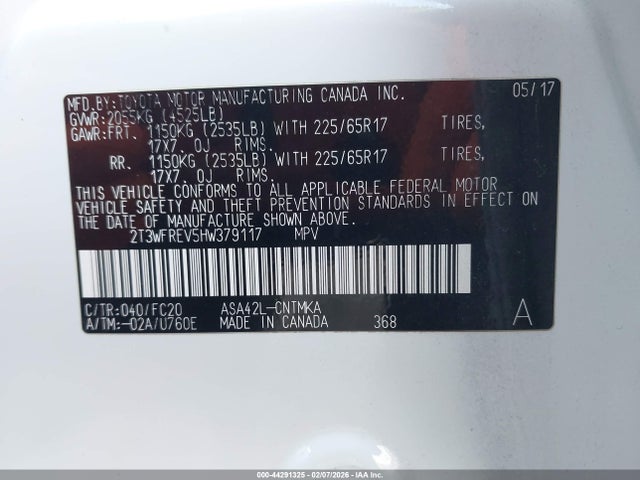 MFD.BY:TOYOTA MOTOR MANUFACTURING CANADA INC. 05/17
GVWR:2055KG (4525LB)
GAWR:FRT. 1150KG (2535LB) WITH 225/65R17 TIRES,
17X7.0J RIMS.
RR. 1150KG (2535LB) WITH 225/65R17 TIRES,
17X7.0J RIMS.
THIS VEHICLE CONFORMS TO ALL APPLICABLE FEDERAL MOTOR
VEHICLE SAFETY AND THEFT PREVENTION STANDARDS IN EFFECT ON
THE DATE OF MANUFACTURE SHOWN ABOVE.
2T3WFREV5HW379117 MPV
C/TR:040/FC20 ASA42L-CNTMKA
A/TM:-02A/U760E MADE IN CANADA 368 A
000-44291325 - 02/07/2026 - IAA Inc.